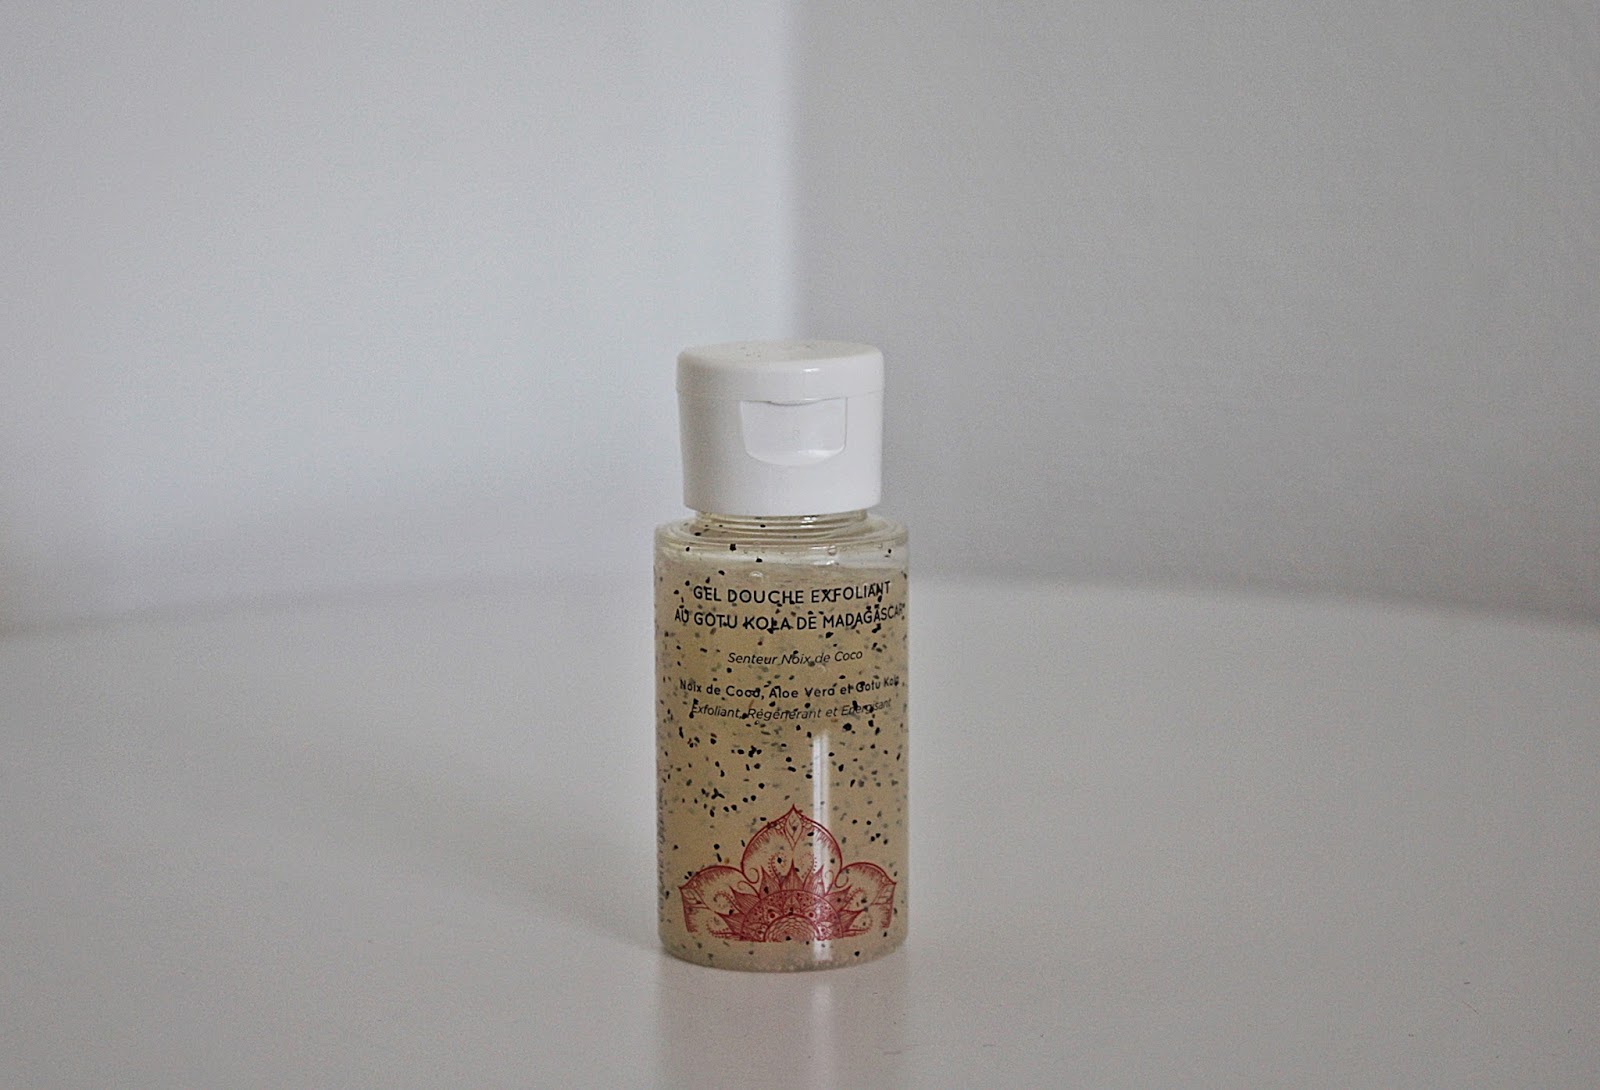 GEL DOUCHE EXFOLIANT
AU GOTU KOLA DE MADAGASCAR*
Senteur Noix de Coco
Noix de Coco, Aloe Vera et Gotu Kola
Exfoliant, Régénérant et Energisant